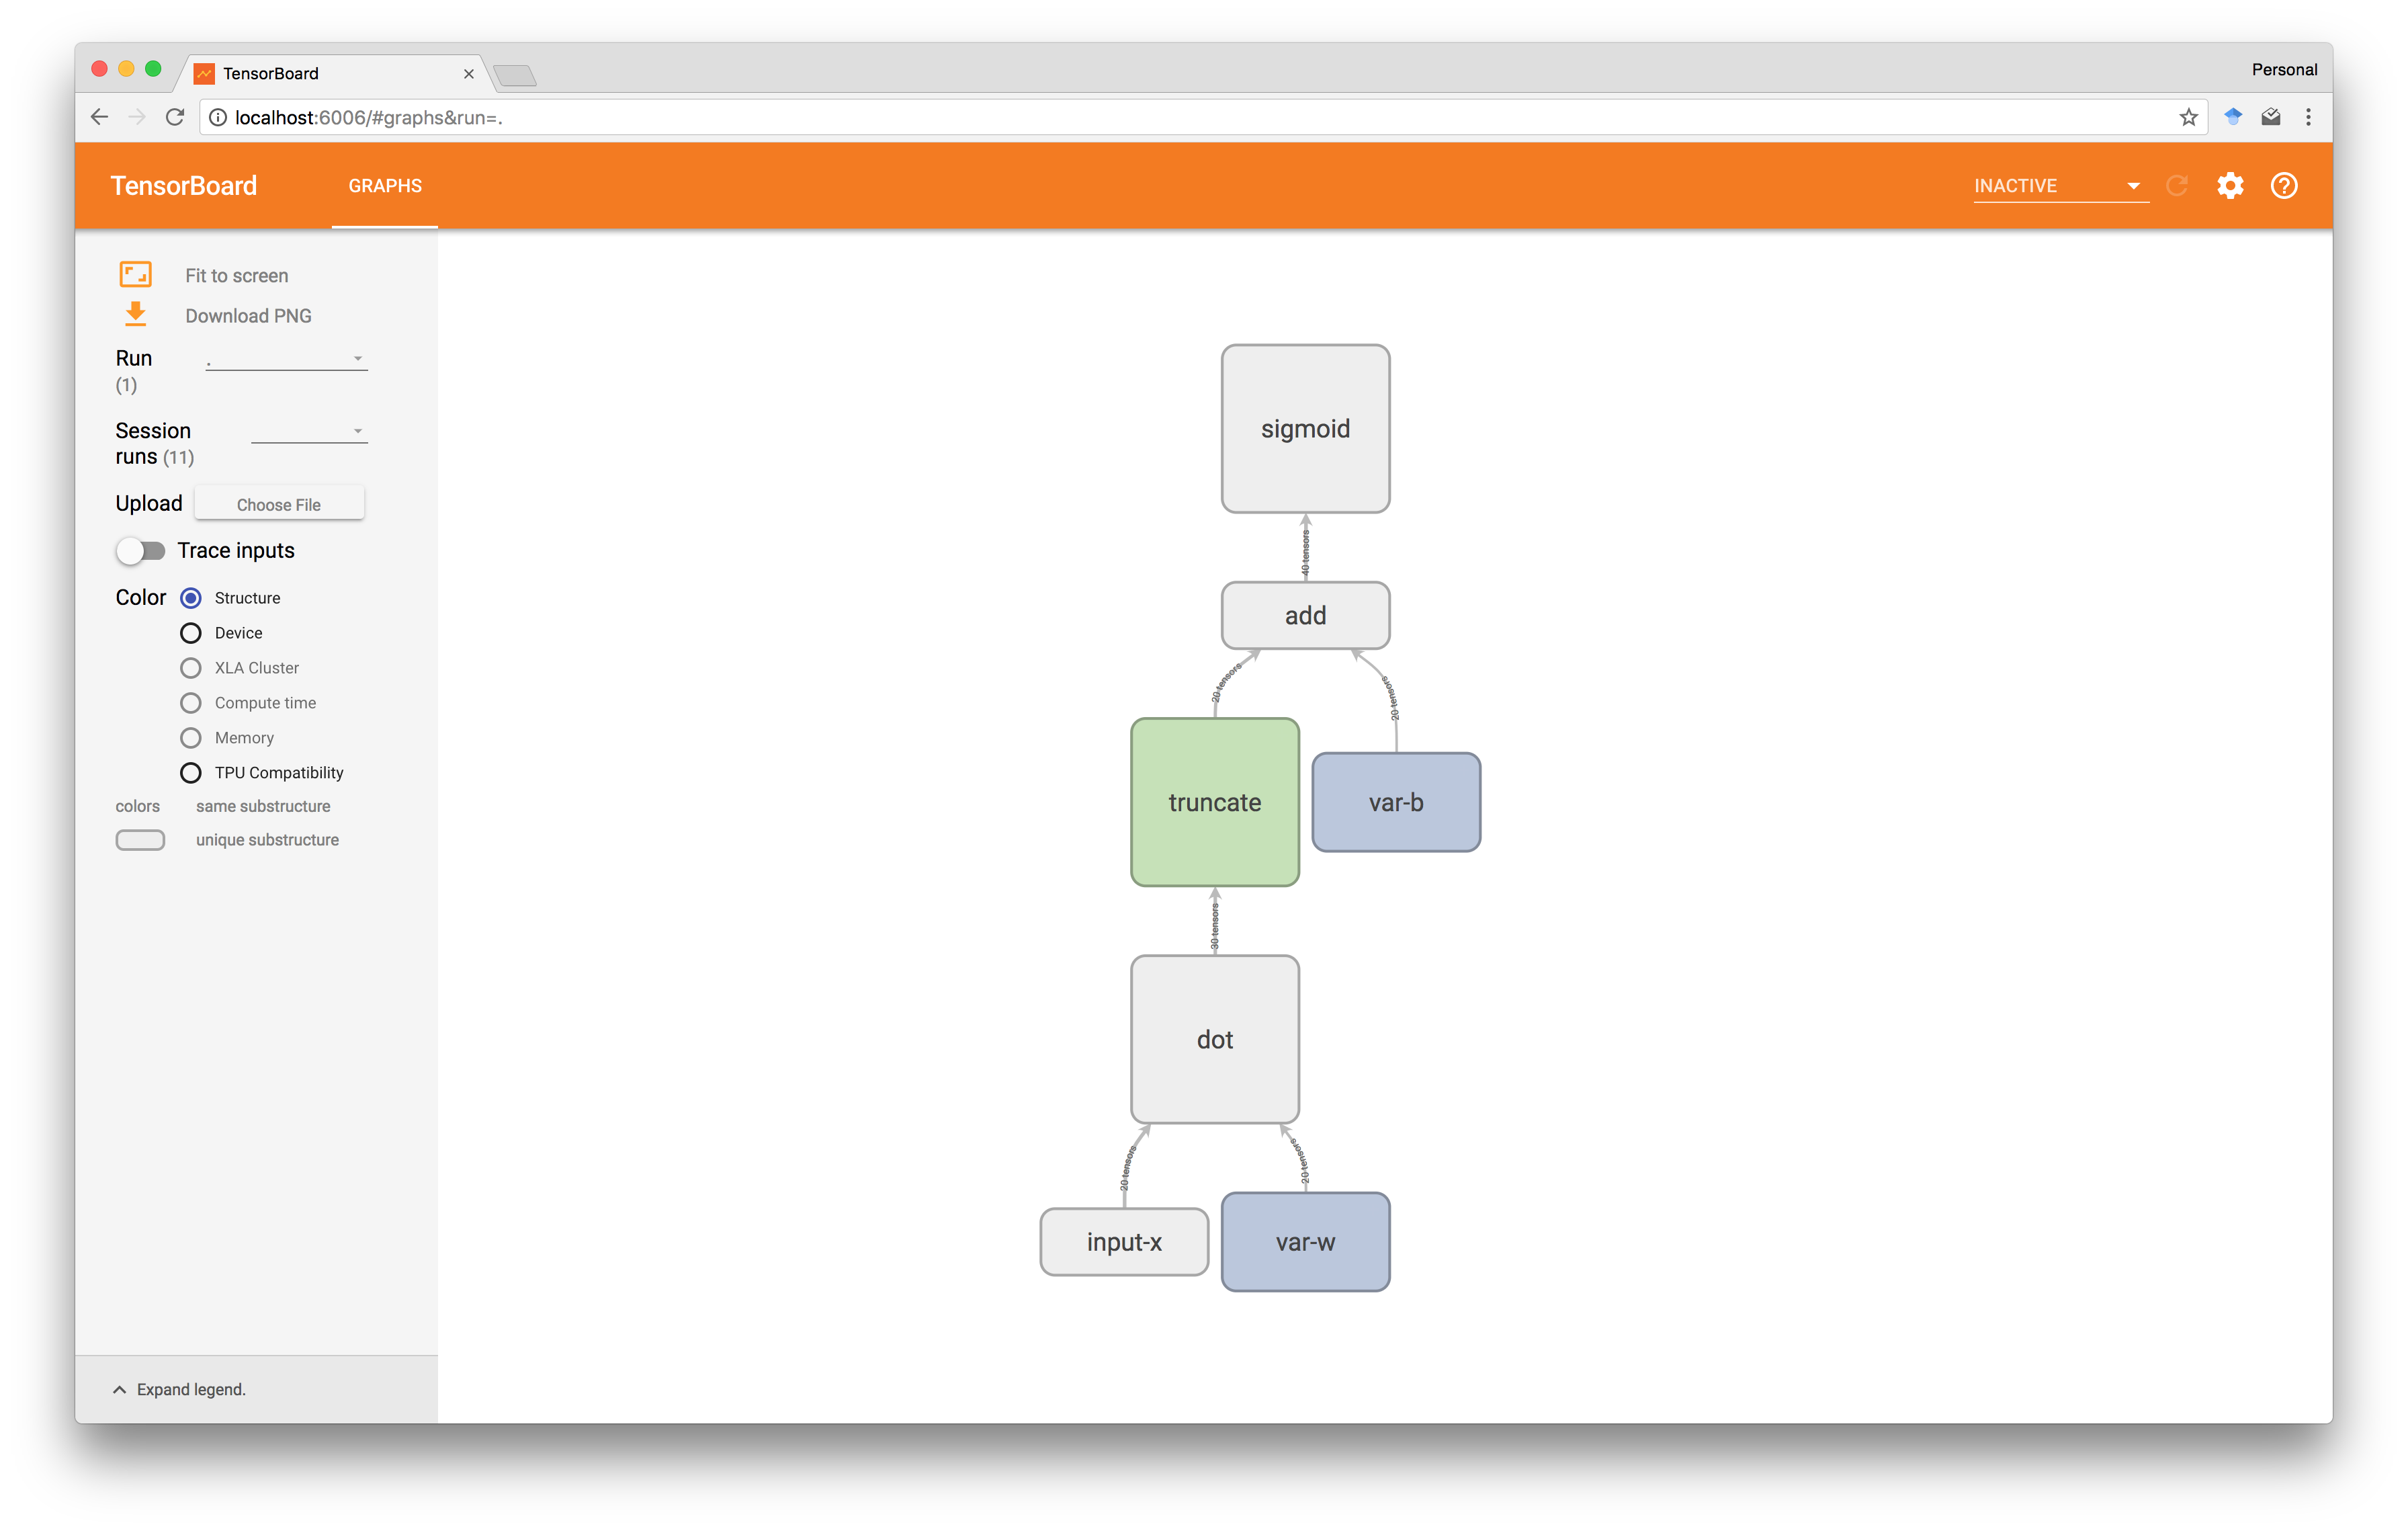 TensorBoard
Personal
localhost:6006/#graphs&run=.
TensorBoard
GRAPHS
INACTIVE
Fit to screen
Download PNG
Run
.
(1)
Session
runs (11)
Upload
Choose File
Trace inputs
Color
Structure
Device
XLA Cluster
Compute time
Memory
TPU Compatibility
colors
same substructure
unique substructure
Expand legend.
sigmoid
40 tensors
add
20 tensors
20 tensors
truncate
var-b
30 tensors
dot
20 tensors
20 tensors
input-x
var-w